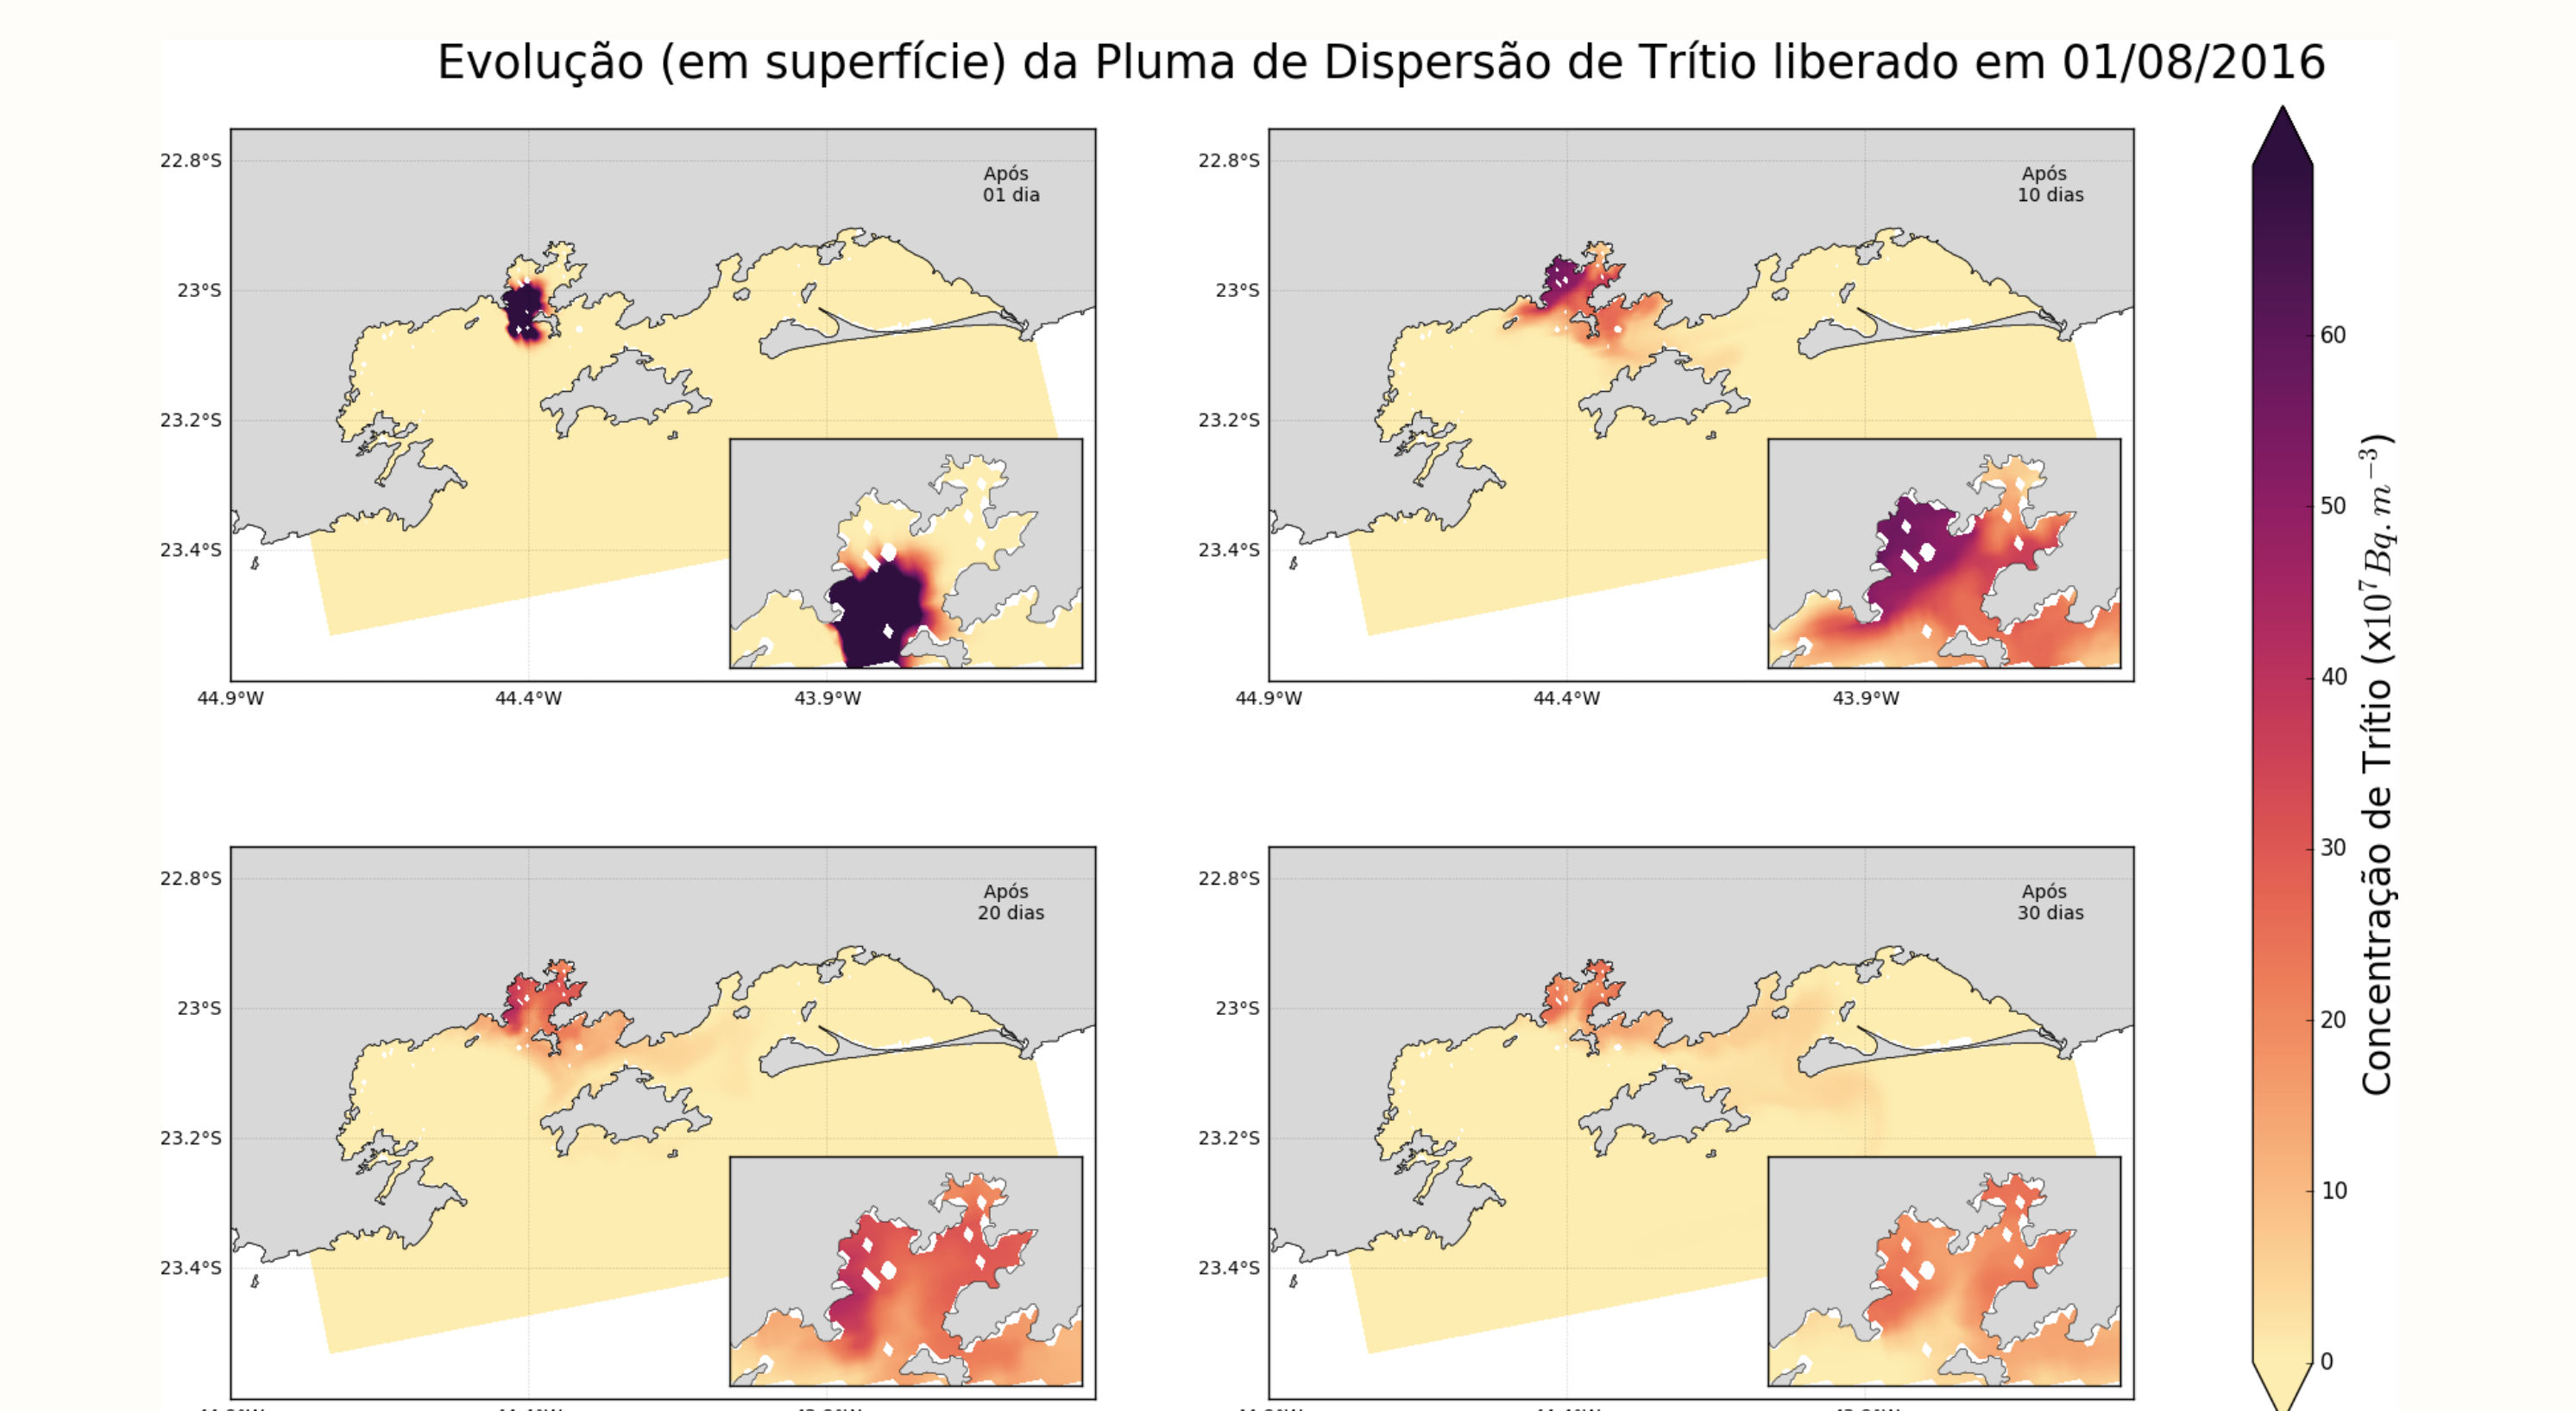 Evolução (em superfície) da Pluma de Dispersão de Trítio liberado em 01/08/2016
22.8°S
23°S
23.2°S
23.4°S
Após
01 dia
44.9°W
44.4°W
43.9°W
22.8°S
23°S
23.2°S
23.4°S
Após
10 dias
44.9°W
44.4°W
43.9°W
22.8°S
23°S
23.2°S
23.4°S
Após
20 dias
22.8°S
23°S
23.2°S
23.4°S
Após
30 dias
60
50
40
30
20
10
0
Concentração de Trítio (x10⁷Bq.m⁻³)